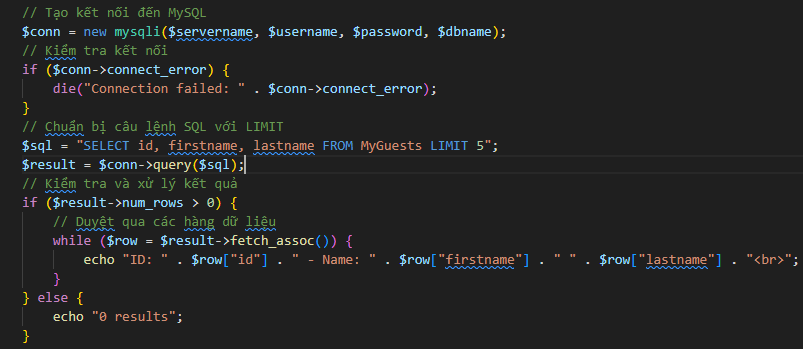 // Tạo kết nối đến MySQL
$conn = new mysqli($servername, $username, $password, $dbname);
// Kiểm tra kết nối
if ($conn->connect_error) {
    die("Connection failed: " . $conn->connect_error);
}
// Chuẩn bị câu lệnh SQL với LIMIT
$sql = "SELECT id, firstname, lastname FROM MyGuests LIMIT 5";
$result = $conn->query($sql);
// Kiểm tra và xử lý kết quả
if ($result->num_rows > 0) {
    // Duyệt qua các hàng dữ liệu
    while ($row = $result->fetch_assoc()) {
        echo "ID: " . $row["id"] . " - Name: " . $row["firstname"] . " " . $row["lastname"] . "<br>";
    }
} else {
    echo "0 results";
}